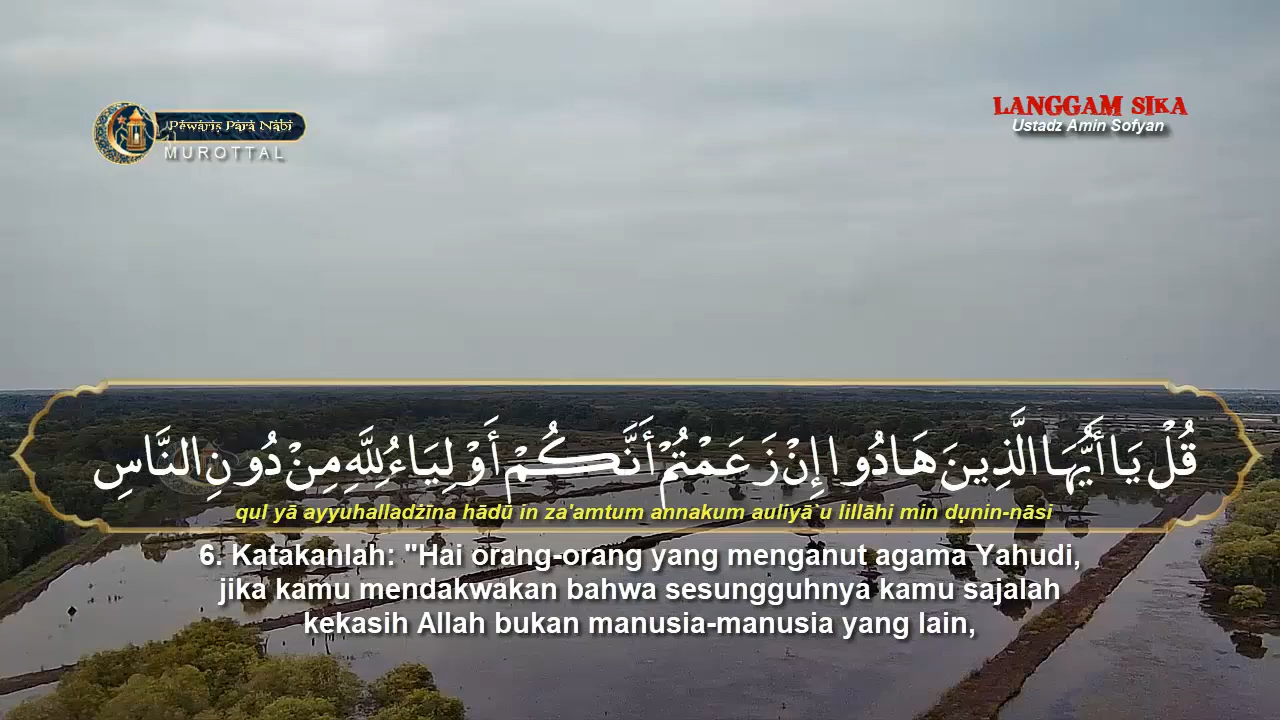 Pewaris Para Nabi
MUROTTAL
LANGGAM SIKA
Ustadz Amin Sofyan
قُلْ يَا أَيُّهَا الَّذِينَ هَادُوا إِنْ زَعَمْتُمْ أَنَّكُمْ أَوْلِيَاءُ لِلَّهِ مِنْ دُونِ النَّاسِ
qul yā ayyuhalladżīna hādū in za'amtum annakum auliyā`u lillāhi min dụnin-nāsi
6. Katakanlah: "Hai orang-orang yang menganut agama Yahudi,
jika kamu mendakwakan bahwa sesungguhnya kamu sajalah
kekasih Allah bukan manusia-manusia yang lain,